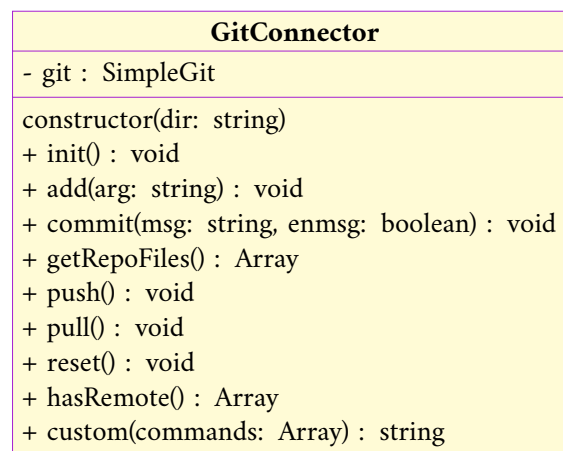 GitConnector
- git : SimpleGit
constructor(dir: string)
+ init() : void
+ add(arg: string) : void
+ commit(msg: string, enmsg: boolean) : void
+ getRepoFiles() : Array
+ push() : void
+ pull() : void
+ reset() : void
+ hasRemote() : Array
+ custom(commands: Array) : string